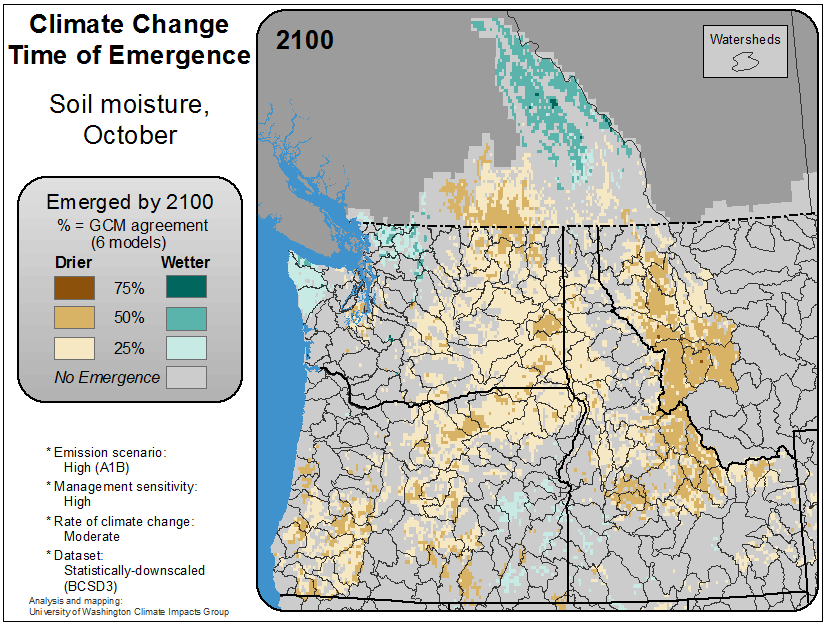 Climate Change
Time of Emergence
Soil moisture,
October
Emerged by 2100
% = GCM agreement
(6 models)
Drier Wetter
75%
50%
25%
No Emergence
* Emission scenario:
High (A1B)
* Management sensitivity:
High
* Rate of climate change:
Moderate
* Dataset:
Statistically-downscaled
(BCSD3)
Analysis and mapping:
University of Washington Climate Impacts Group
2100
Watersheds